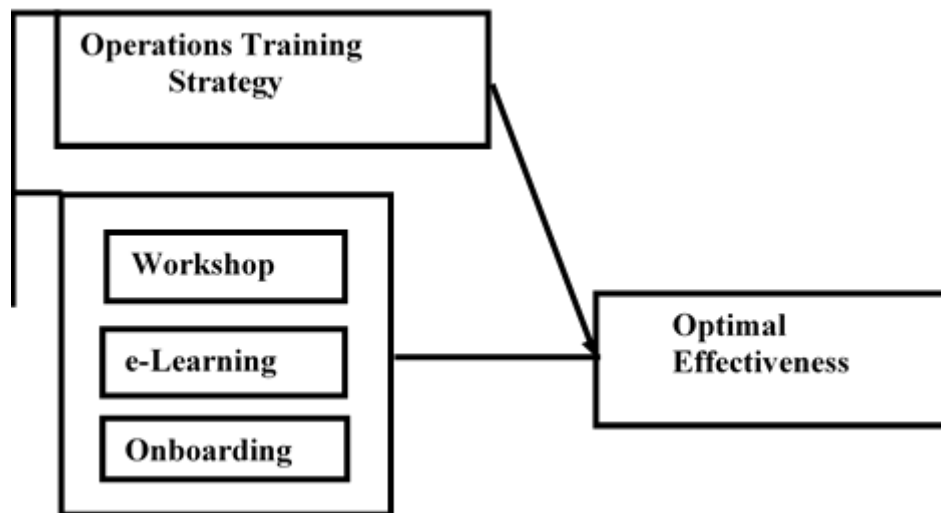 Operations Training
Strategy
Workshop
e-Learning
Onboarding
Optimal
Effectiveness